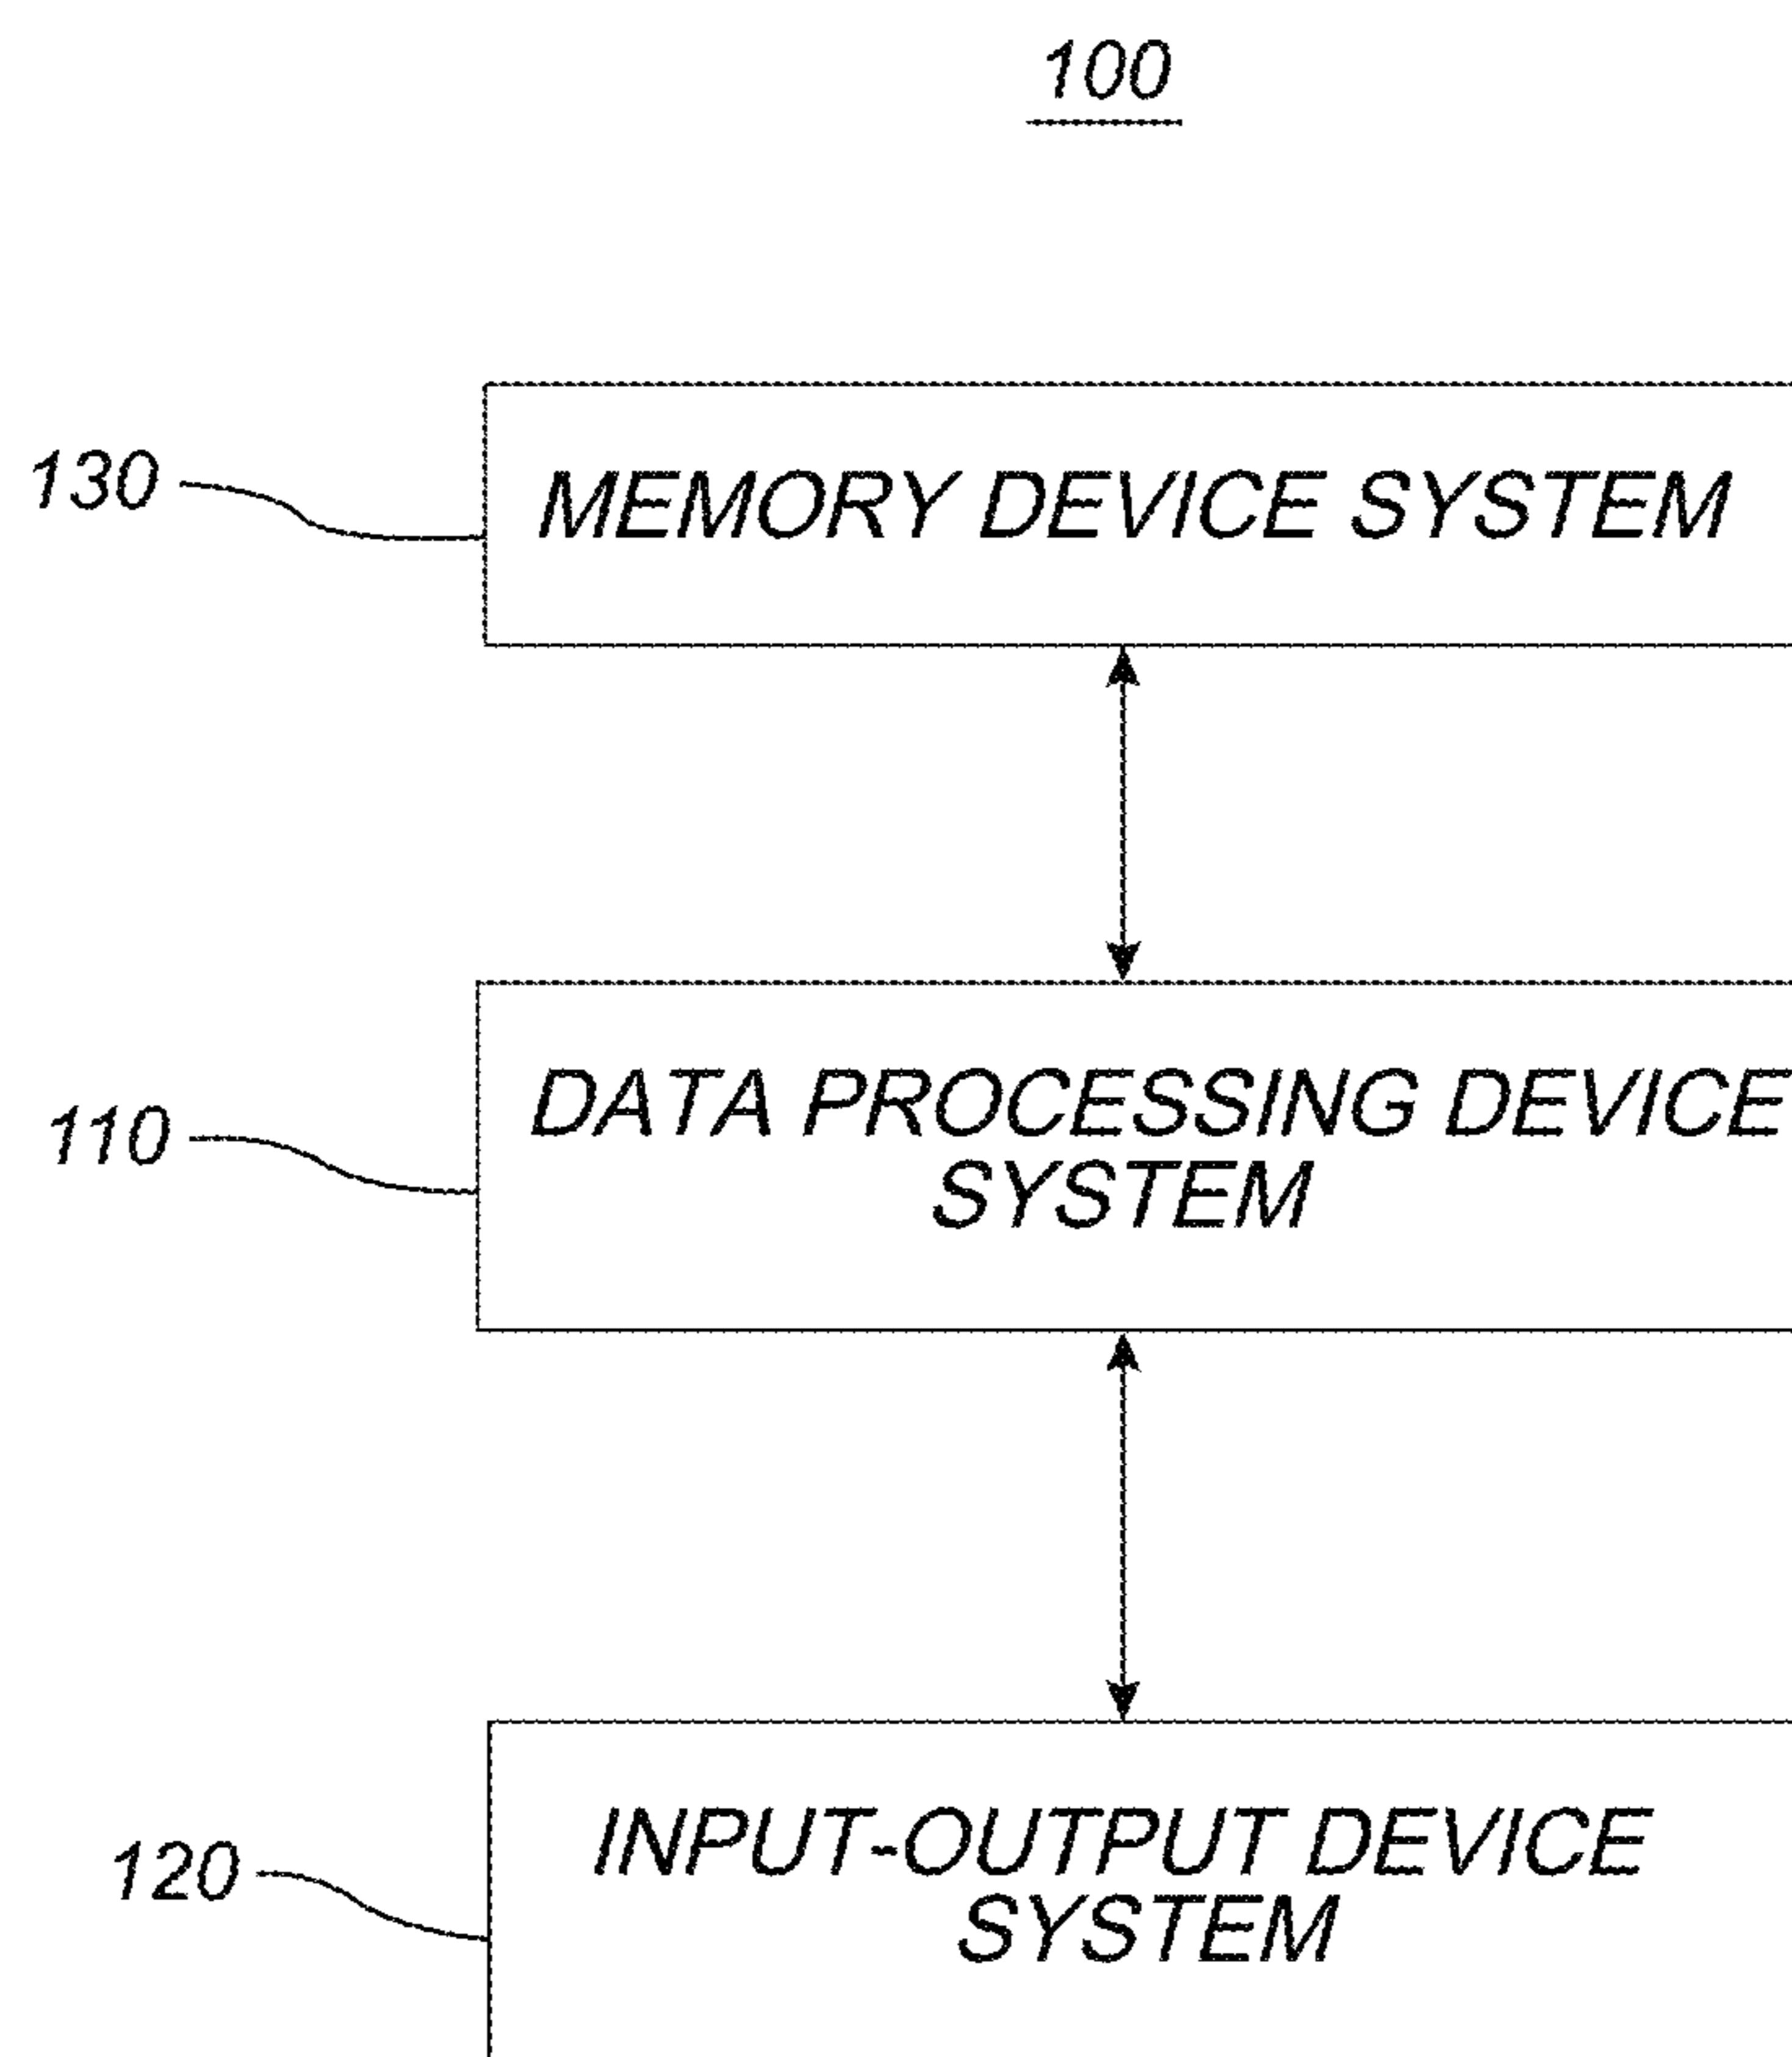 100
130
MEMORY DEVICE SYSTEM
110
DATA PROCESSING DEVICE
SYSTEM
120
INPUT-OUTPUT DEVICE
SYSTEM